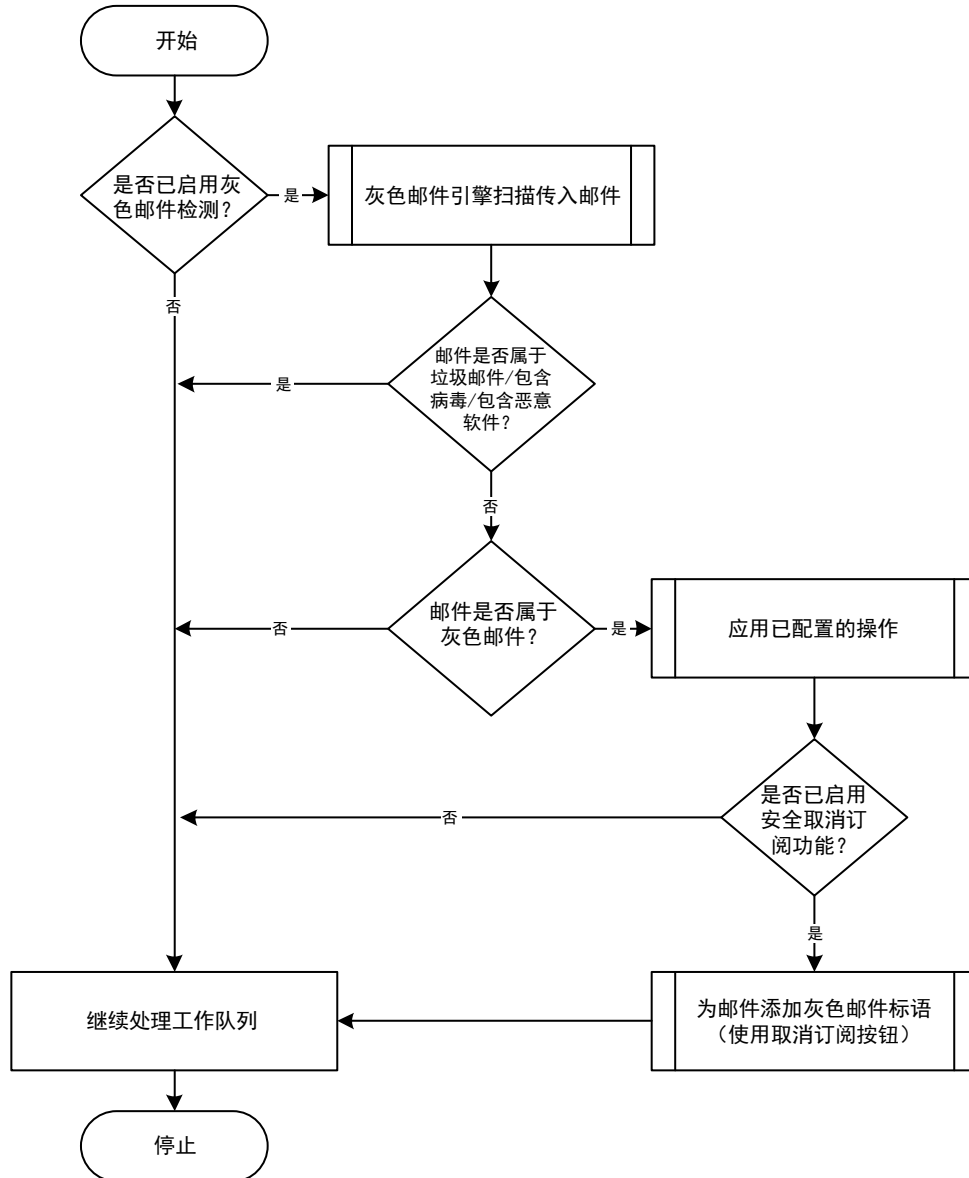 开始
是否已启用灰
色邮件检测？
是
灰色邮件引擎扫描传入邮件
否
邮件是否属于
垃圾邮件/包含
病毒/包含恶意
软件？
是
否
邮件是否属于
灰色邮件？
否
是
应用已配置的操作
是否已启用
安全取消订
阅功能？
否
是
继续处理工作队列
为邮件添加灰色邮件标语
（使用取消订阅按钮）
停止